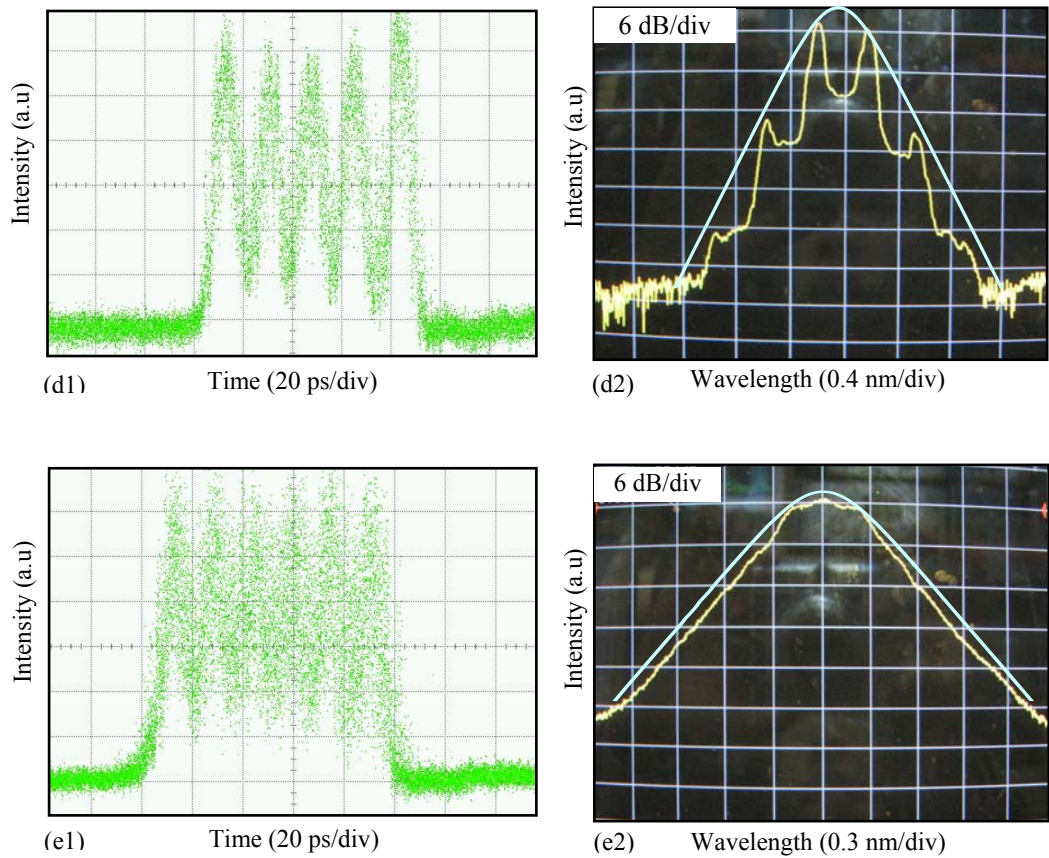 Intensity (a.u)
(d1)
Time (20 ps/div)
6 dB/div
Intensity (a.u)
(d2)
Wavelength (0.4 nm/div)
Intensity (a.u)
(e1)
Time (20 ps/div)
6 dB/div
Intensity (a.u)
(e2)
Wavelength (0.3 nm/div)